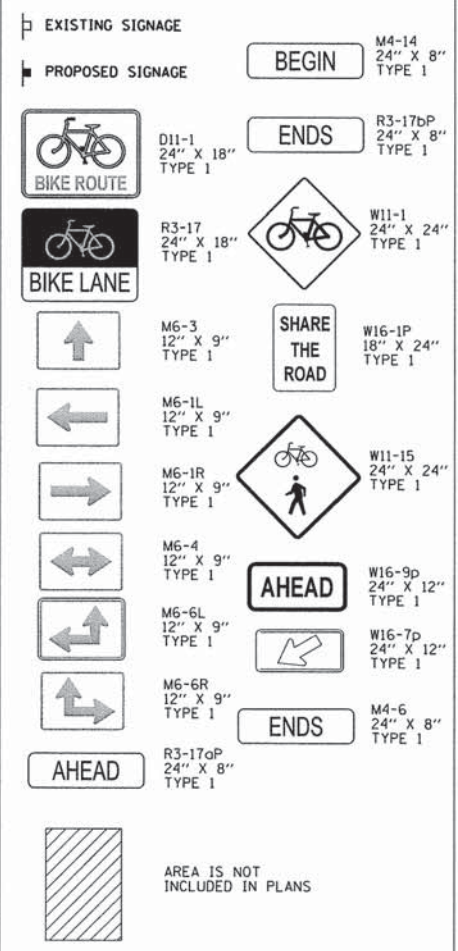 EXISTING SIGNAGE
PROPOSED SIGNAGE
BIKE ROUTE
D11-1
24" X 18"
TYPE 1
BIKE LANE
R3-17
24" X 18"
TYPE 1
M6-3
12" X 9"
TYPE 1
M6-1L
12" X 9"
TYPE 1
M6-1R
12" X 9"
TYPE 1
M6-4
12" X 9"
TYPE 1
M6-6L
12" X 9"
TYPE 1
M6-6R
12" X 9"
TYPE 1
AHEAD
R3-17aP
24" X 8"
TYPE 1
AREA IS NOT
INCLUDED IN PLANS
BEGIN
M4-14
24" X 8"
TYPE 1
ENDS
R3-17bP
24" X 8"
TYPE 1
W11-1
24" X 24"
TYPE 1
SHARE
THE
ROAD
W16-1P
18" X 24"
TYPE 1
W11-15
24" X 24"
TYPE 1
AHEAD
W16-9p
24" X 12"
TYPE 1
W16-7p
24" X 12"
TYPE 1
ENDS
M4-6
24" X 8"
TYPE 1